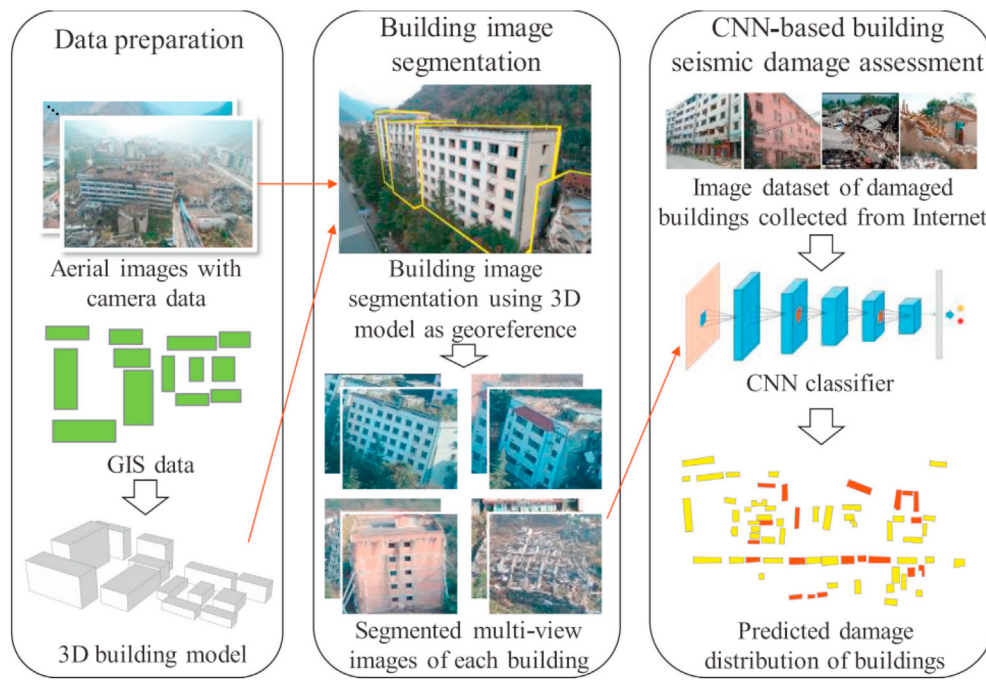 Data preparation
Aerial images with
camera data
GIS data
3D building model
Building image
segmentation
Building image
segmentation using 3D
model as georeference
Segmented multi-view
images of each building
CNN-based building
seismic damage assessment
Image dataset of damaged
buildings collected from Internet
CNN classifier
Predicted damage
distribution of buildings